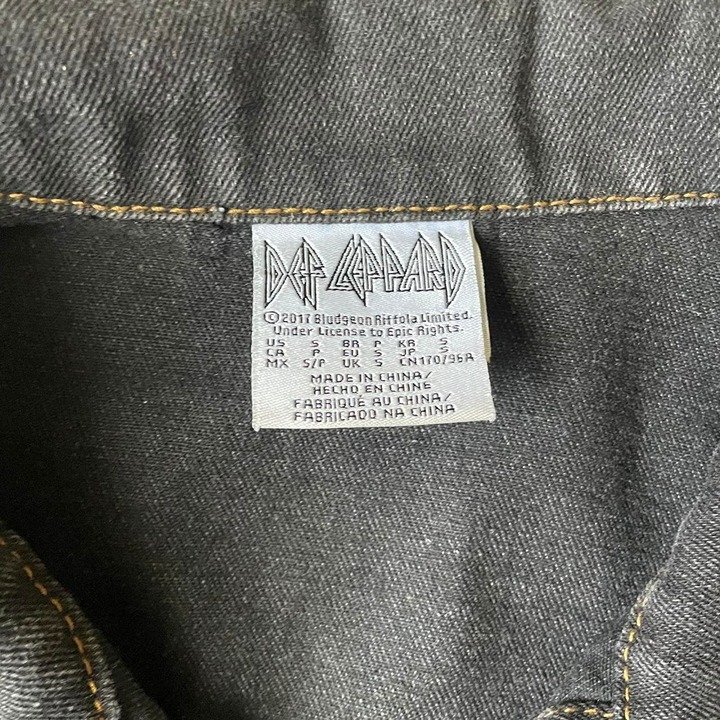 DEF LEPPARD
©2017 Bludgeon Riffola Limited.
Under License to Epic Rights.
US S BR P KR S
CA P EU S JP S
MX S/P UK S CN170/96A
MADE IN CHINA/
HECHO EN CHINE
FABRIQUÉ AU CHINA/
FABRICADO NA CHINA